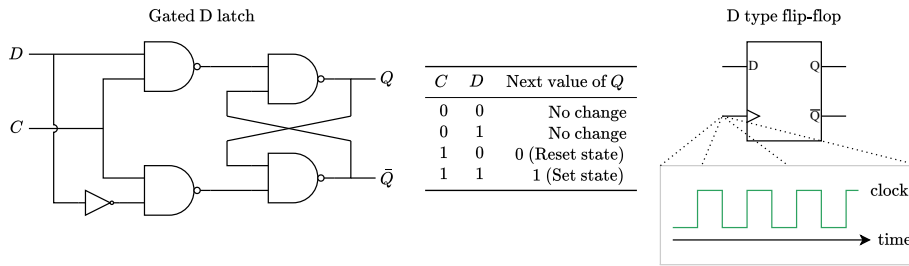 Gated D latch
D
C
Q
Q̄
C D Next value of Q
0 0 No change
0 1 No change
1 0 0 (Reset state)
1 1 1 (Set state)
D type flip-flop
D Q
Q̄
clock
time